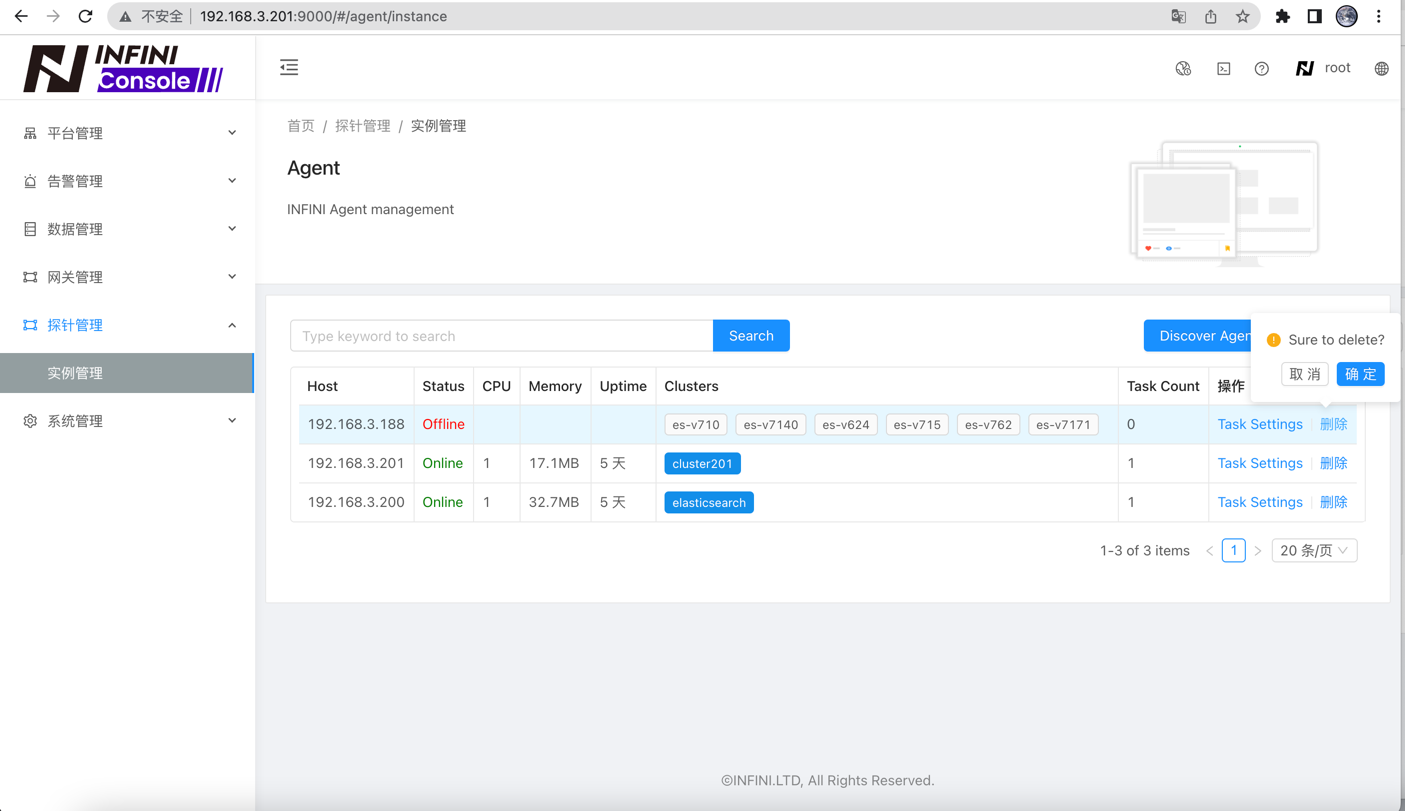 不安全 192.168.3.201:9000/#/agent/instance
INFINI
Console
root
平台管理
告警管理
数据管理
网关管理
探针管理
实例管理
系统管理
首页 / 探针管理 / 实例管理
Agent
INFINI Agent management
Type keyword to search Search Discover Agen
Sure to delete?
取 消 确 定
Host Status CPU Memory Uptime Clusters Task Count 操作
192.168.3.188 Offline es-v710 es-v7140 es-v624 es-v715 es-v762 es-v7171 0 Task Settings 删除
192.168.3.201 Online 1 17.1MB 5 天 cluster201 1 Task Settings 删除
192.168.3.200 Online 1 32.7MB 5 天 elasticsearch 1 Task Settings 删除
1-3 of 3 items < 1 > 20 条/页
©INFINI.LTD, All Rights Reserved.